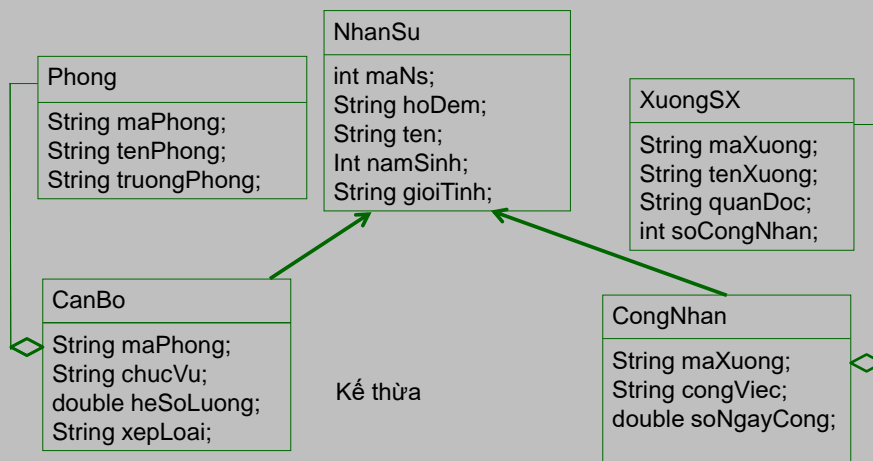 NhanSu
int maNs;
String hoDem;
String ten;
Int namSinh;
String gioiTinh;
Phong
String maPhong;
String tenPhong;
String truongPhong;
XuongSX
String maXuong;
String tenXuong;
String quanDoc;
int soCongNhan;
CanBo
String maPhong;
String chucVu;
double heSoLuong;
String xepLoai;
Kế thừa
CongNhan
String maXuong;
String congViec;
double soNgayCong;